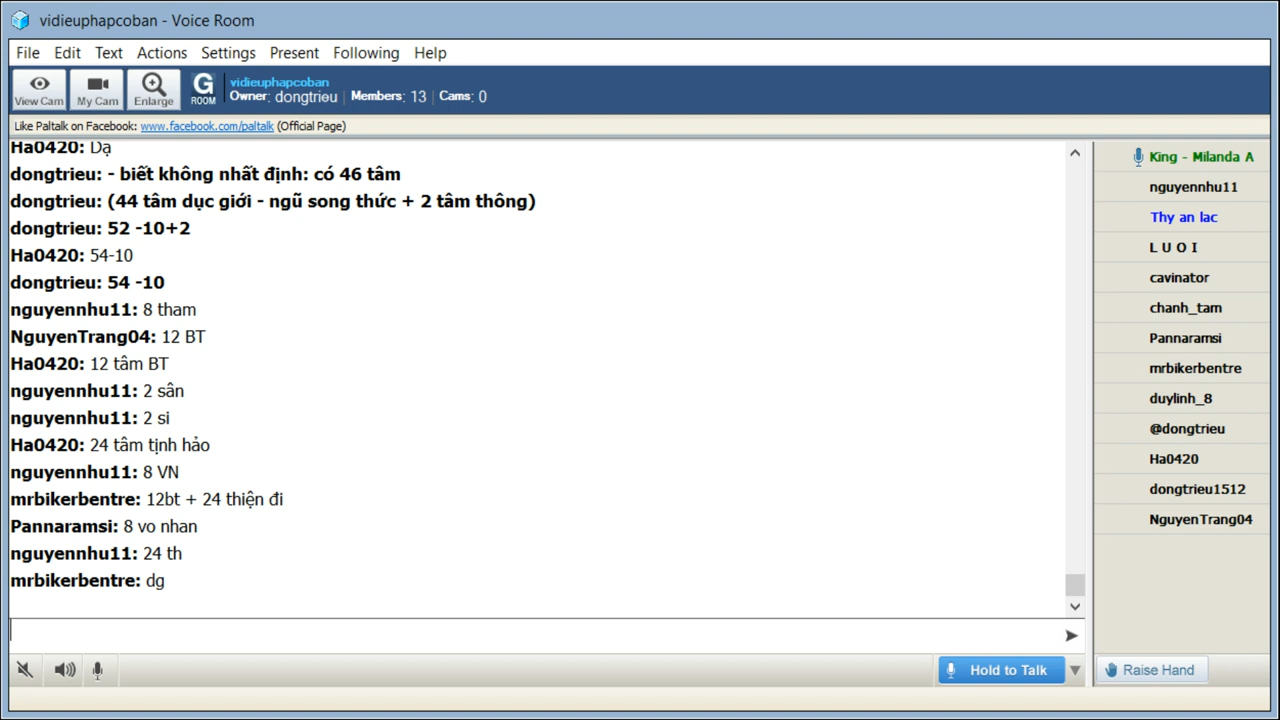 vidieuphapcoban - Voice Room
File Edit Text Actions Settings Present Following Help
View Cam
My Cam
Enlarge
G ROOM
vidieuphapcoban
Owner: dongtrieu | Members: 13 | Cams: 0
Like Paltalk on Facebook: www.facebook.com/paltalk (Official Page)
Ha0420: Dạ
dongtrieu: - biết không nhất định: có 46 tâm
dongtrieu: (44 tâm dục giới - ngũ song thức + 2 tâm thông)
dongtrieu: 52 -10+2
Ha0420: 54-10
dongtrieu: 54 -10
nguyennhu11: 8 tham
NguyenTrang04: 12 BT
Ha0420: 12 tâm BT
nguyennhu11: 2 sân
nguyennhu11: 2 si
Ha0420: 24 tâm tịnh hảo
nguyennhu11: 8 VN
mrbikerbentre: 12bt + 24 thiện đi
Pannaramsi: 8 vo nhan
nguyennhu11: 24 th
mrbikerbentre: dg
King - Milanda A
nguyennhu11
Thy an lac
L U O I
cavinator
chanh_tam
Pannaramsi
mrbikerbentre
duylinh_8
@dongtrieu
Ha0420
dongtrieu1512
NguyenTrang04
Hold to Talk
Raise Hand